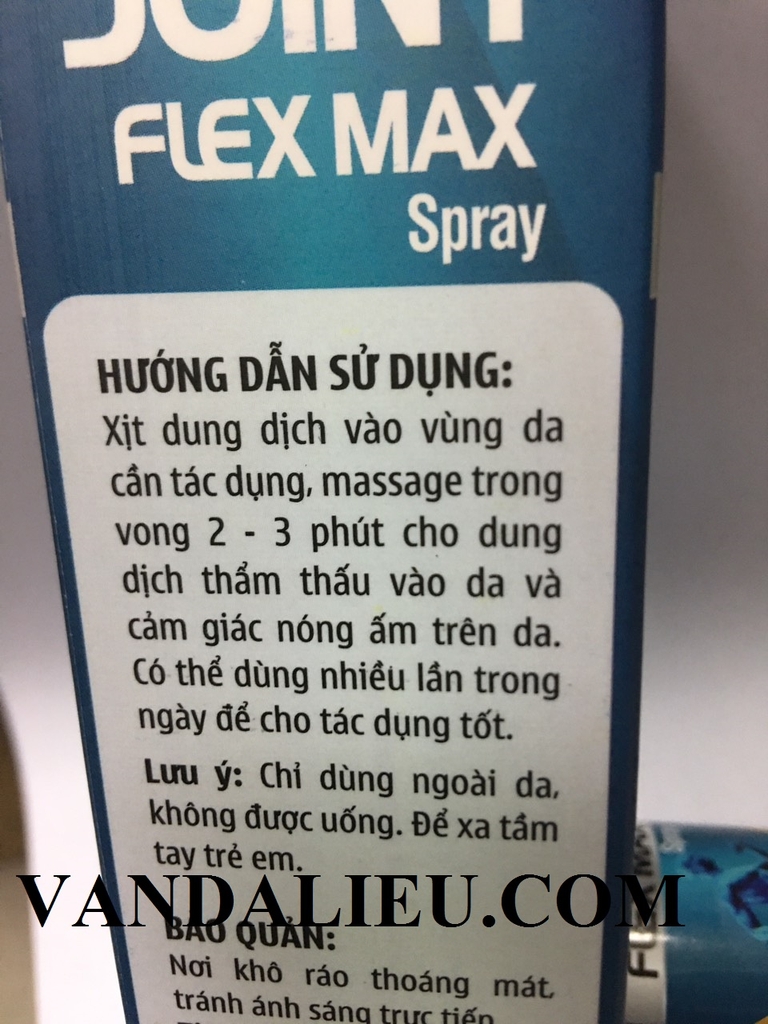 JOINT
FLEX MAX
Spray
HƯỚNG DẪN SỬ DỤNG:
Xịt dung dịch vào vùng da
cần tác dụng, massage trong
vong 2 - 3 phút cho dung
dịch thẩm thấu vào da và
cảm giác nóng ấm trên da.
Có thể dùng nhiều lần trong
ngày để cho tác dụng tốt.
Lưu ý: Chỉ dùng ngoài da,
không được uống. Để xa tầm
tay trẻ em.
VANDALIEU.COM
BẢO QUẢN:
Nơi khô ráo thoáng mát,
tránh ánh sáng trực tiếp
FLEX MAX